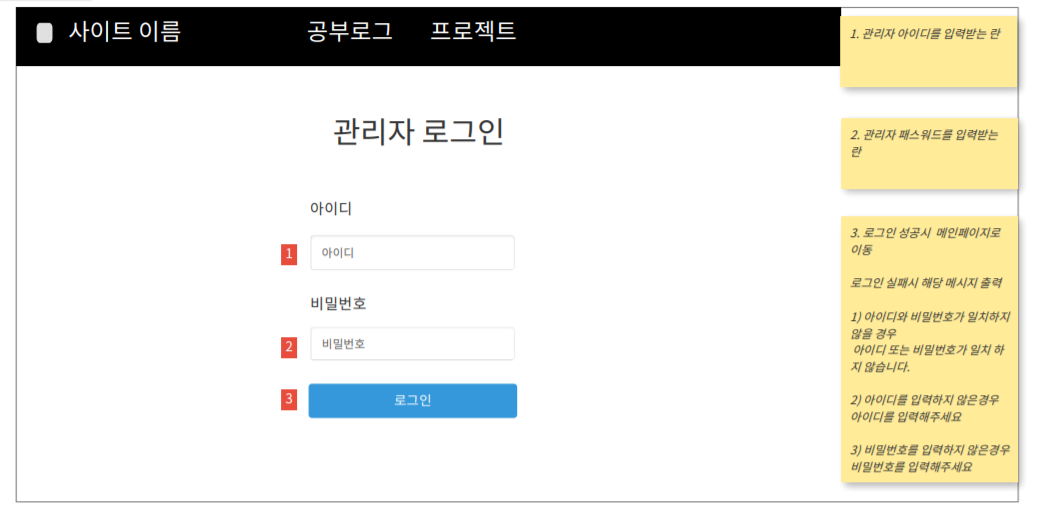 사이트 이름 공부로그 프로젝트
관리자 로그인
아이디
1 아이디
비밀번호
2 비밀번호
3 로그인
1. 관리자 아이디를 입력받는 란
2. 관리자 패스워드를 입력받는
란
3. 로그인 성공시 메인페이지로
이동
로그인 실패시 해당 메시지 출력
1) 아이디와 비밀번호가 일치하지
않을 경우
아이디 또는 비밀번호가 일치 하
지 않습니다.
2) 아이디를 입력하지 않은경우
아이디를 입력해주세요
3) 비밀번호를 입력하지 않은경우
비밀번호를 입력해주세요